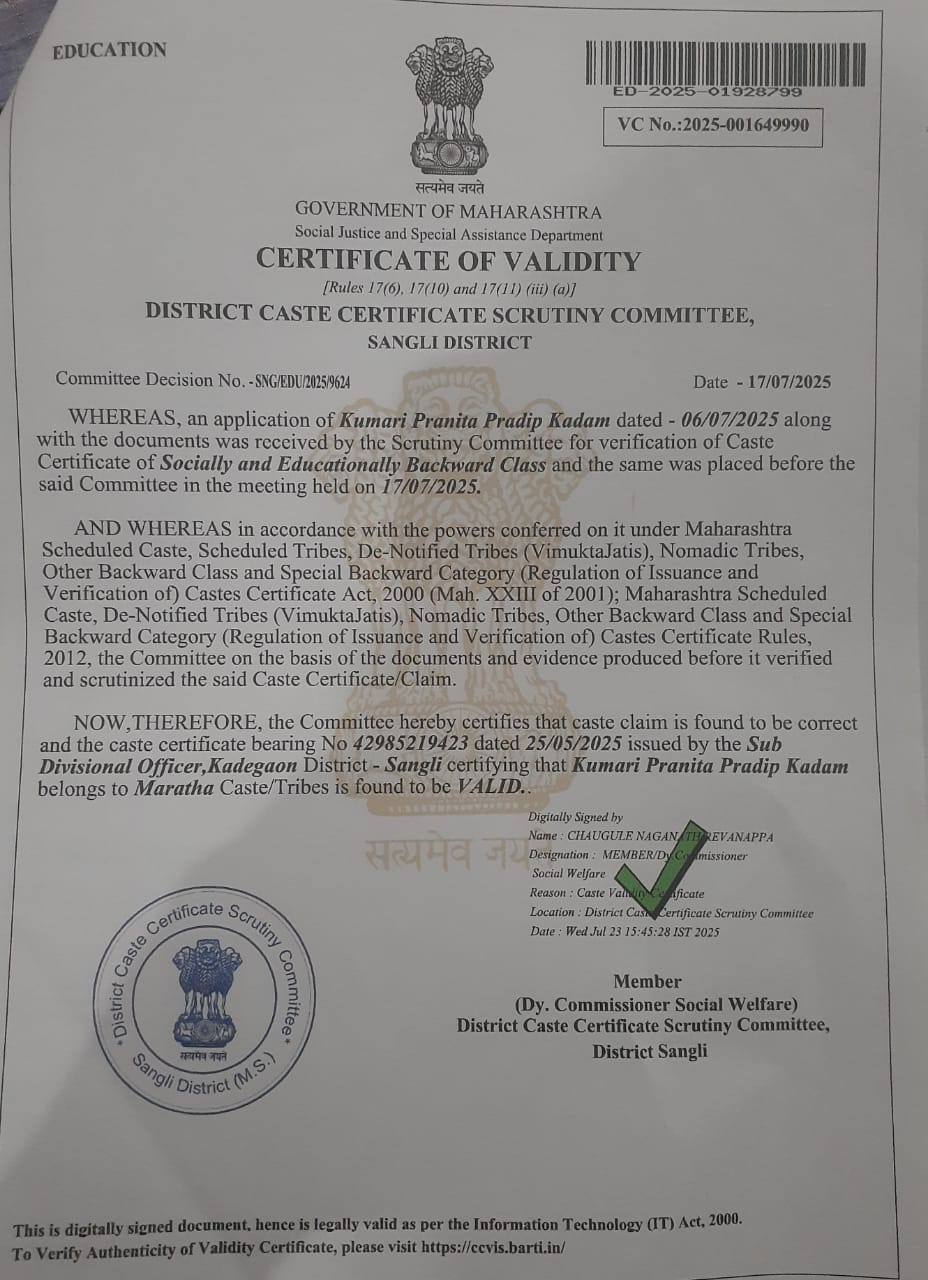 EDUCATION
ED-2025-01928799
VC No.:2025-001649990
सत्यमेव जयते
GOVERNMENT OF MAHARASHTRA
Social Justice and Special Assistance Department
CERTIFICATE OF VALIDITY
[Rules 17(6), 17(10) and 17(11) (iii) (a)]
DISTRICT CASTE CERTIFICATE SCRUTINY COMMITTEE,
SANGLI DISTRICT
Committee Decision No. -SNG/EDU/2025/9624 Date - 17/07/2025
WHEREAS, an application of Kumari Pranita Pradip Kadam dated - 06/07/2025 along
with the documents was received by the Scrutiny Committee for verification of Caste
Certificate of Socially and Educationally Backward Class and the same was placed before the
said Committee in the meeting held on 17/07/2025.
AND WHEREAS in accordance with the powers conferred on it under Maharashtra
Scheduled Caste, Scheduled Tribes, De-Notified Tribes (VimuktaJatis), Nomadic Tribes,
Other Backward Class and Special Backward Category (Regulation of Issuance and
Verification of) Castes Certificate Act, 2000 (Mah. XXIII of 2001); Maharashtra Scheduled
Caste, De-Notified Tribes (VimuktaJatis), Nomadic Tribes, Other Backward Class and Special
Backward Category (Regulation of Issuance and Verification of) Castes Certificate Rules,
2012, the Committee on the basis of the documents and evidence produced before it verified
and scrutinized the said Caste Certificate/Claim.
NOW,THEREFORE, the Committee hereby certifies that caste claim is found to be correct
and the caste certificate bearing No 42985219423 dated 25/05/2025 issued by the Sub
Divisional Officer,Kadegaon District - Sangli certifying that Kumari Pranita Pradip Kadam
belongs to Maratha Caste/Tribes is found to be VALID..
सत्यमेव जयते
Digitally Signed by
Name : CHAUGULE NAGANATH REVANAPPA
Designation : MEMBER/Dy.Commissioner
Social Welfare
Reason : Caste Validity Certificate
Location : District Caste Certificate Scrutiny Committee
Date : Wed Jul 23 15:45:28 IST 2025
* District Caste Certificate Scrutiny Committee *
सत्यमेव जयते
Sangli District (M.S.)
Member
(Dy. Commissioner Social Welfare)
District Caste Certificate Scrutiny Committee,
District Sangli
This is digitally signed document, hence is legally valid as per the Information Technology (IT) Act, 2000.
To Verify Authenticity of Validity Certificate, please visit https://ccvis.barti.in/